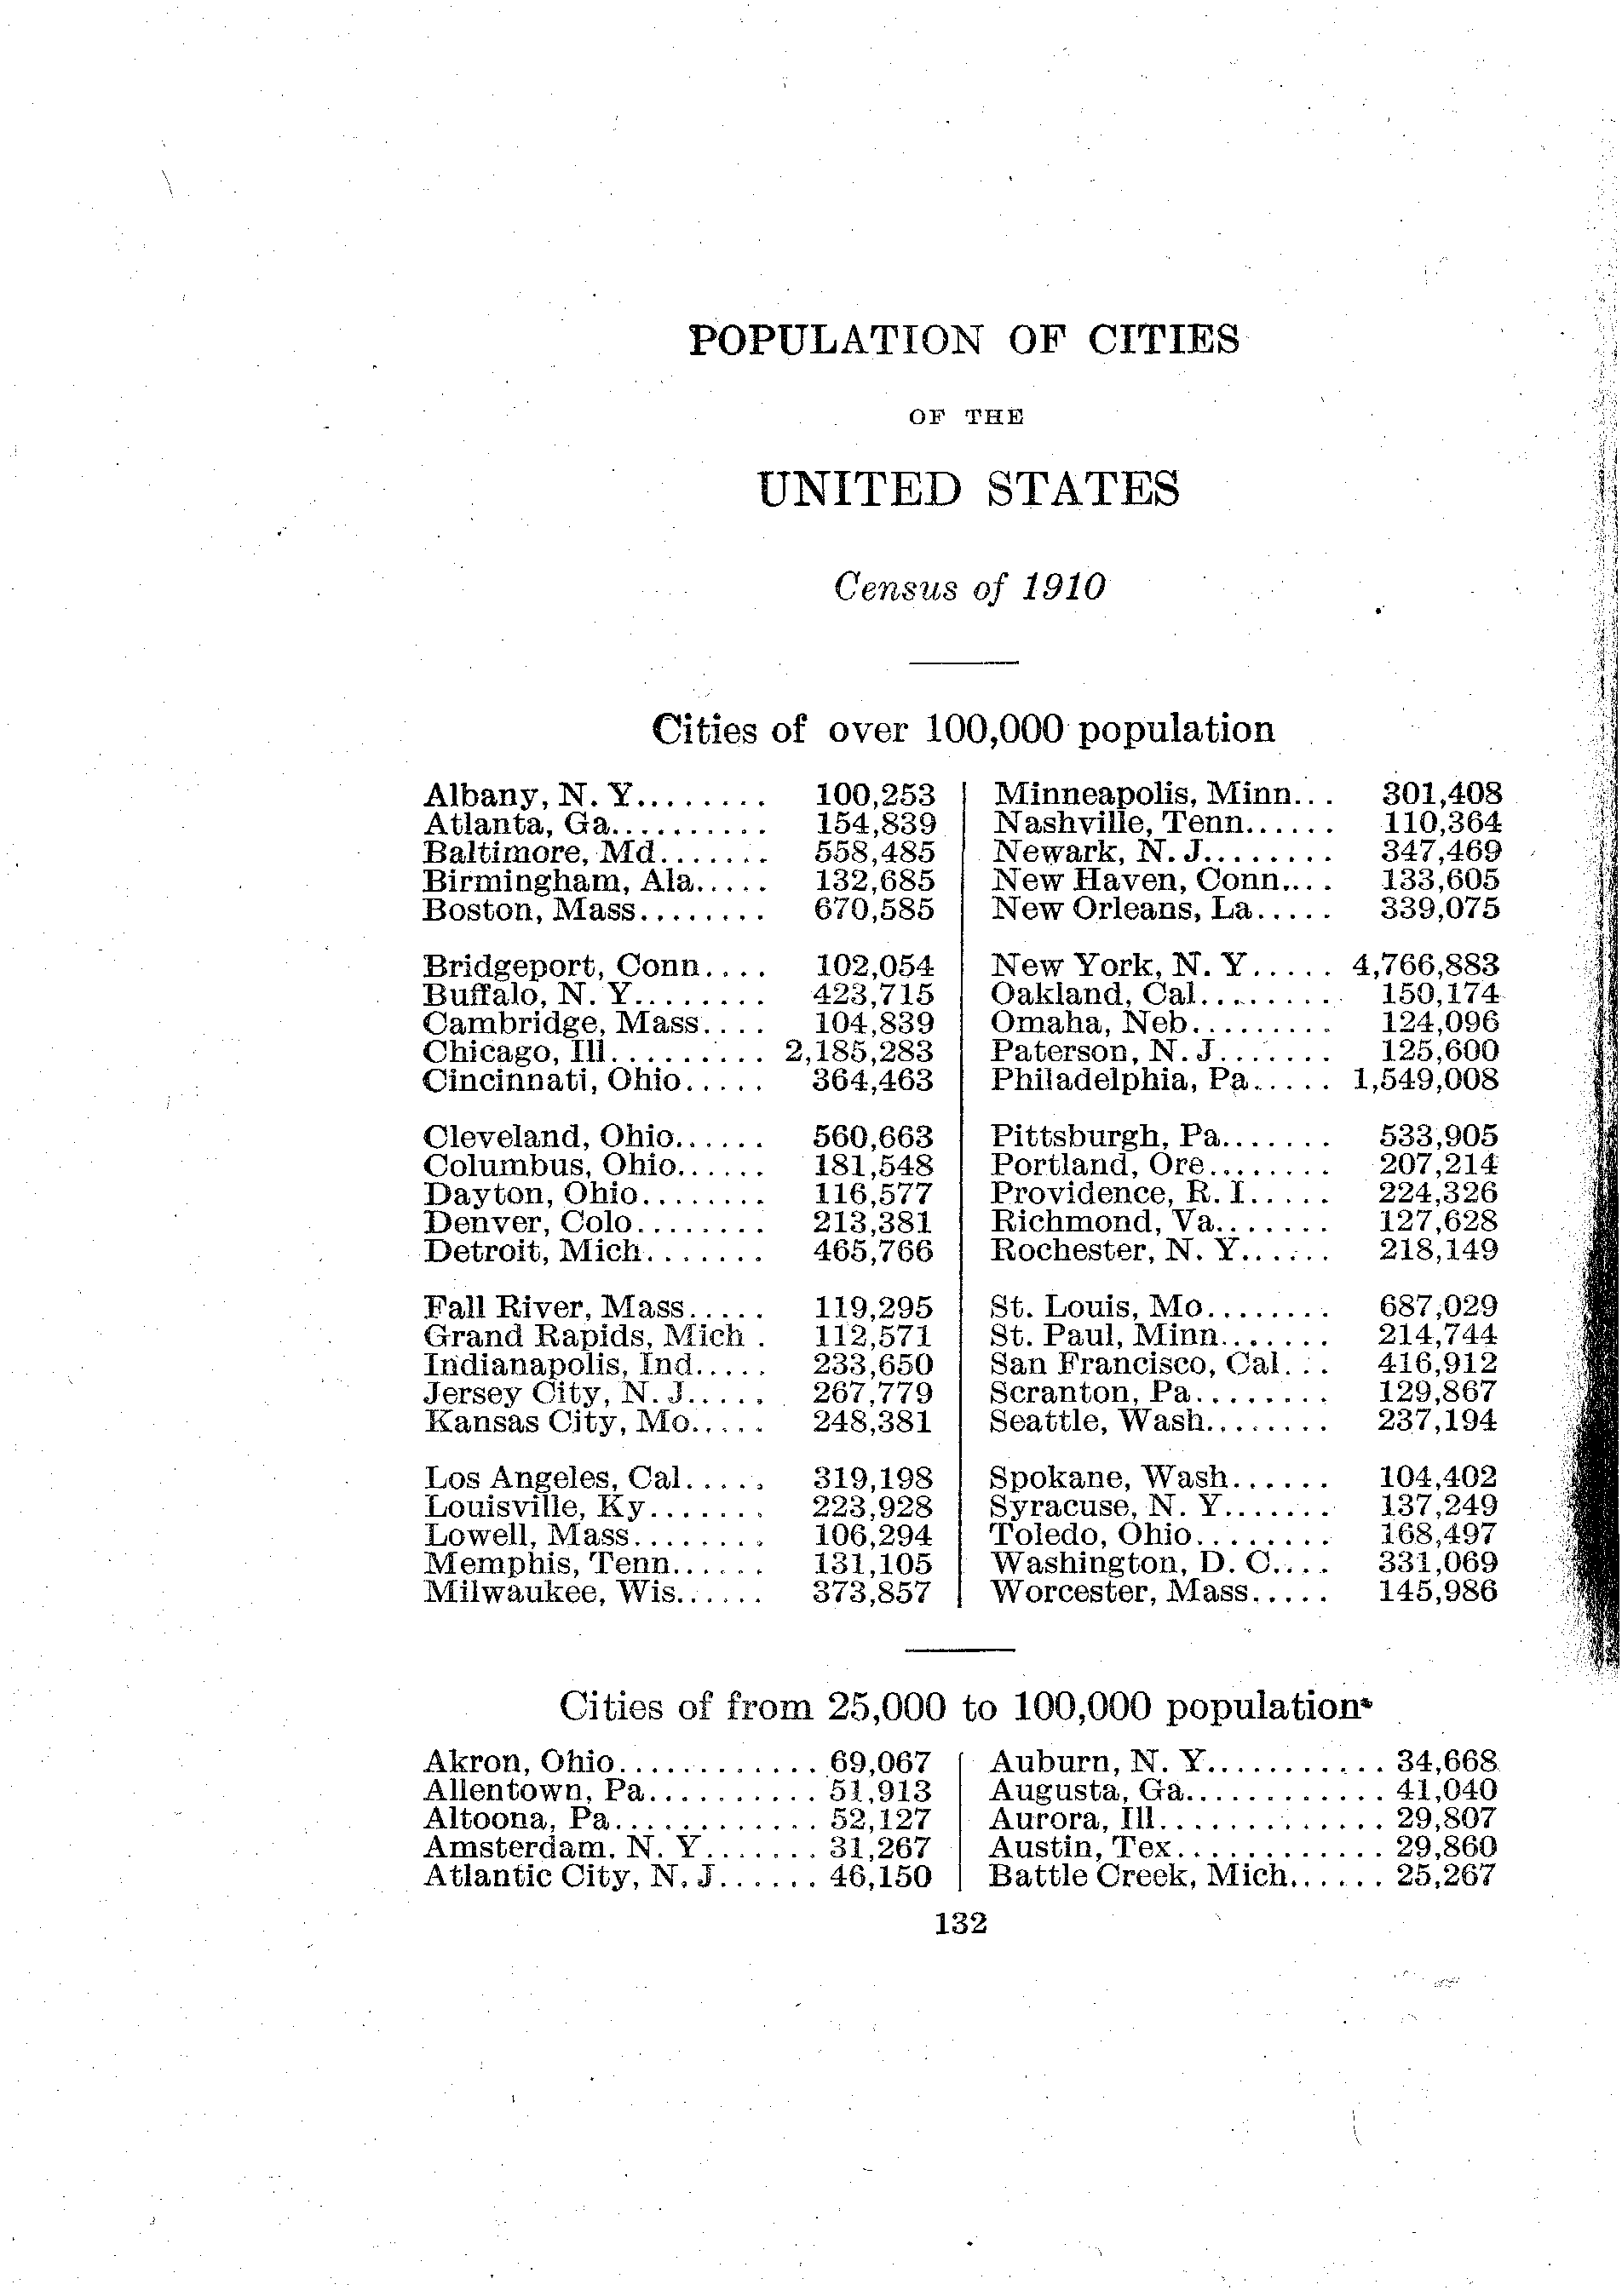 POPULATION OF CITIES
OF THE
UNITED STATES
Census of 1910
Cities of over 100,000 population
Albany, N. Y........ 100,253
Atlanta, Ga.......... 154,839
Baltimore, Md....... 558,485
Birmingham, Ala..... 132,685
Boston, Mass........ 670,585
Bridgeport, Conn.... 102,054
Buffalo, N. Y......... 423,715
Cambridge, Mass.... 104,839
Chicago, Ill.......... 2,185,283
Cincinnati, Ohio..... 364,463
Cleveland, Ohio...... 560,663
Columbus, Ohio...... 181,548
Dayton, Ohio........ 116,577
Denver, Colo........ 213,381
Detroit, Mich....... 465,766
Fall River, Mass..... 119,295
Grand Rapids, Mich . 112,571
Indianapolis, Ind..... 233,650
Jersey City, N. J..... 267,779
Kansas City, Mo..... 248,381
Los Angeles, Cal..... 319,198
Louisville, Ky....... 223,928
Lowell, Mass........ 106,294
Memphis, Tenn...... 131,105
Milwaukee, Wis...... 373,857
Minneapolis, Minn... 301,408
Nashville, Tenn...... 110,364
Newark, N. J........ 347,469
New Haven, Conn.... 133,605
New Orleans, La..... 339,075
New York, N. Y..... 4,766,883
Oakland, Cal......... 150,174
Omaha, Neb......... 124,096
Paterson, N. J....... 125,600
Philadelphia, Pa..... 1,549,008
Pittsburgh, Pa....... 533,905
Portland, Ore........ 207,214
Providence, R. I..... 224,326
Richmond, Va....... 127,628
Rochester, N. Y...... 218,149
St. Louis, Mo........ 687,029
St. Paul, Minn....... 214,744
San Francisco, Cal... 416,912
Scranton, Pa........ 129,867
Seattle, Wash........ 237,194
Spokane, Wash...... 104,402
Syracuse, N. Y....... 137,249
Toledo, Ohio......... 168,497
Washington, D. C.... 331,069
Worcester, Mass..... 145,986
Cities of from 25,000 to 100,000 population
Akron, Ohio............. 69,067
Allentown, Pa........... 51,913
Altoona, Pa............. 52,127
Amsterdam, N. Y....... 31,267
Atlantic City, N. J...... 46,150
Auburn, N. Y............ 34,668
Augusta, Ga............. 41,040
Aurora, Ill.............. 29,807
Austin, Tex............. 29,860
Battle Creek, Mich...... 25,267
132